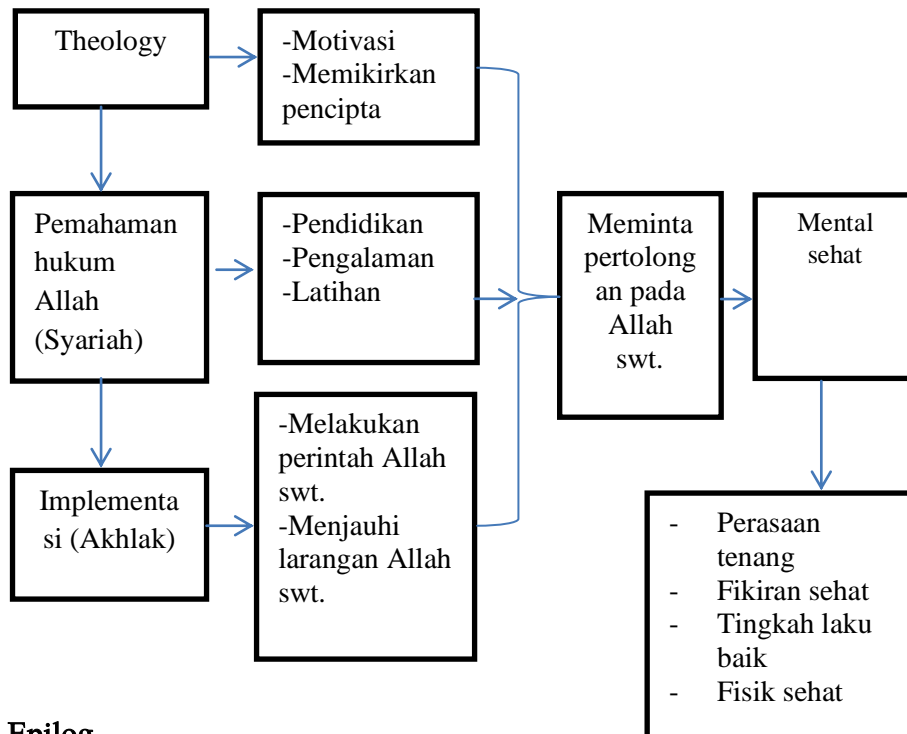 Theology
-Motivasi
-Memikirkan
pencipta
Pemahaman
hukum
Allah
(Syariah)
-Pendidikan
-Pengalaman
-Latihan
Meminta
pertolong
an pada
Allah
swt.
Mental
sehat
Implementa
si (Akhlak)
-Melakukan
perintah Allah
swt.
-Menjauhi
larangan Allah
swt.
- Perasaan
tenang
- Fikiran sehat
- Tingkah laku
baik
- Fisik sehat
Epilog